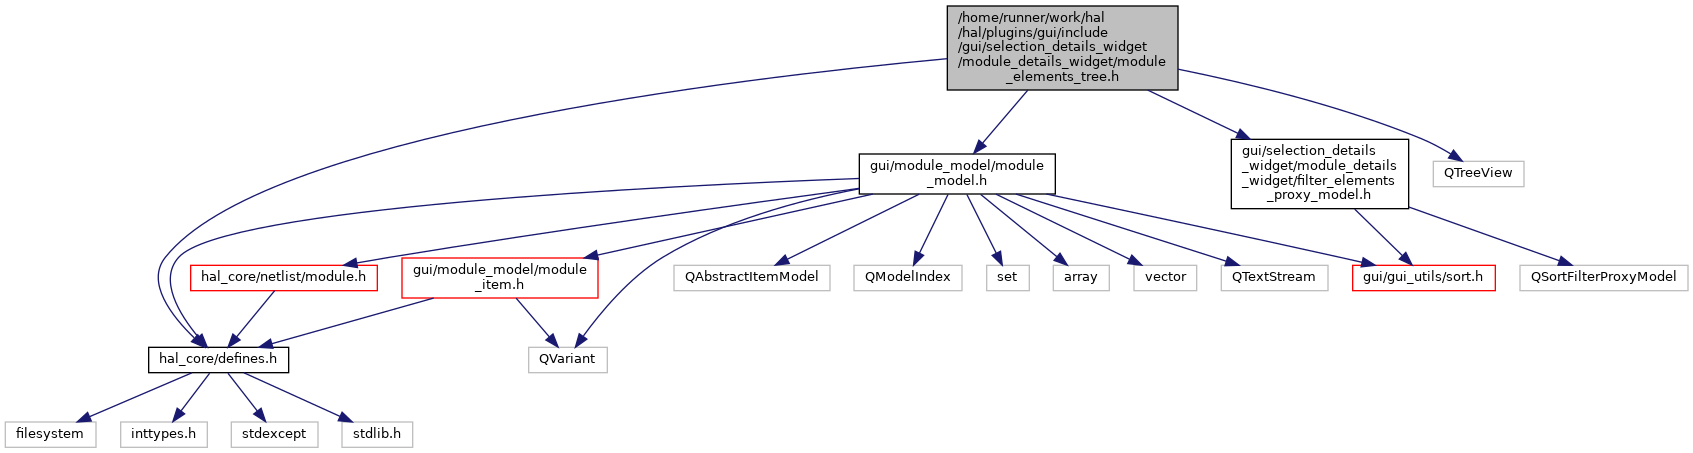 /home/runner/work/hal
/hal/plugins/gui/include
/gui/selection_details_widget
/module_details_widget/module
_elements_tree.h
gui/module_model/module
_model.h
gui/selection_details
_widget/module_details
_widget/filter_elements
_proxy_model.h
QTreeView
hal_core/netlist/module.h
gui/module_model/module
_item.h
QAbstractItemModel
QModelIndex
set
array
vector
QTextStream
gui/gui_utils/sort.h
QSortFilterProxyModel
hal_core/defines.h
QVariant
filesystem
inttypes.h
stdexcept
stdlib.h